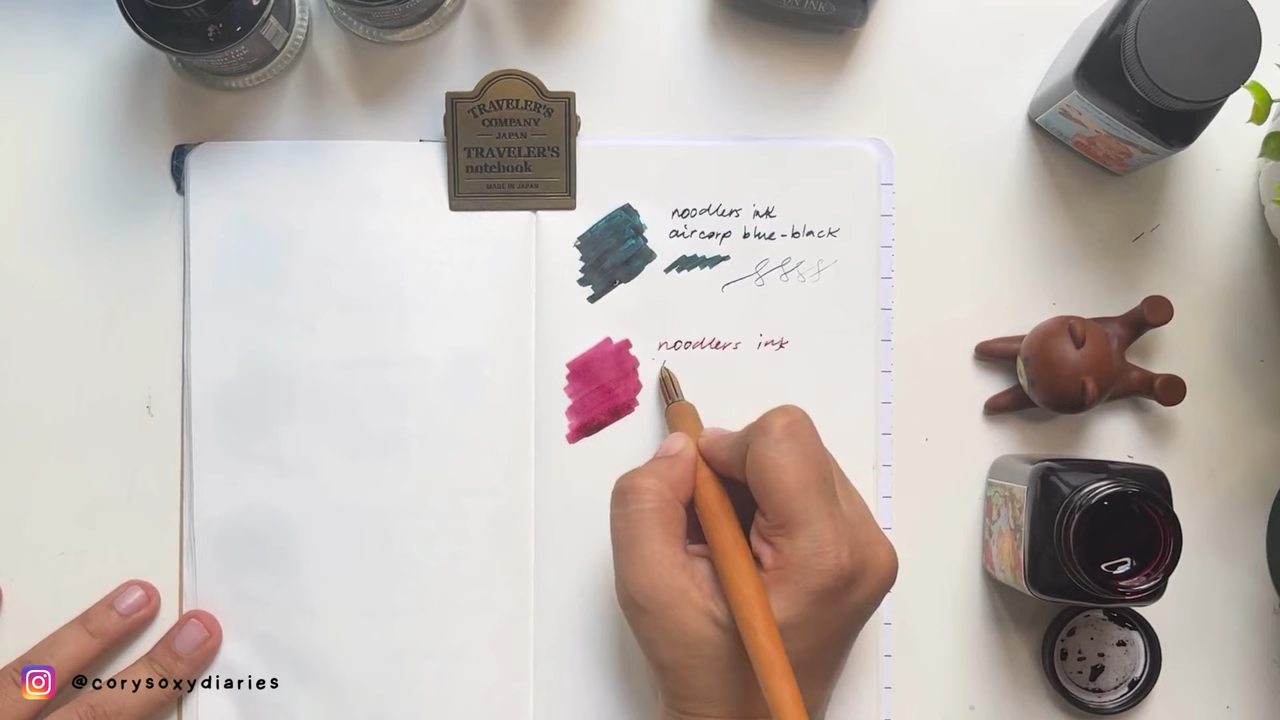 TRAVELER'S
COMPANY
JAPAN
TRAVELER'S
notebook
MADE IN JAPAN
noodlers ink
aircorp blue-black
noodlers ink
@corysoxydiaries